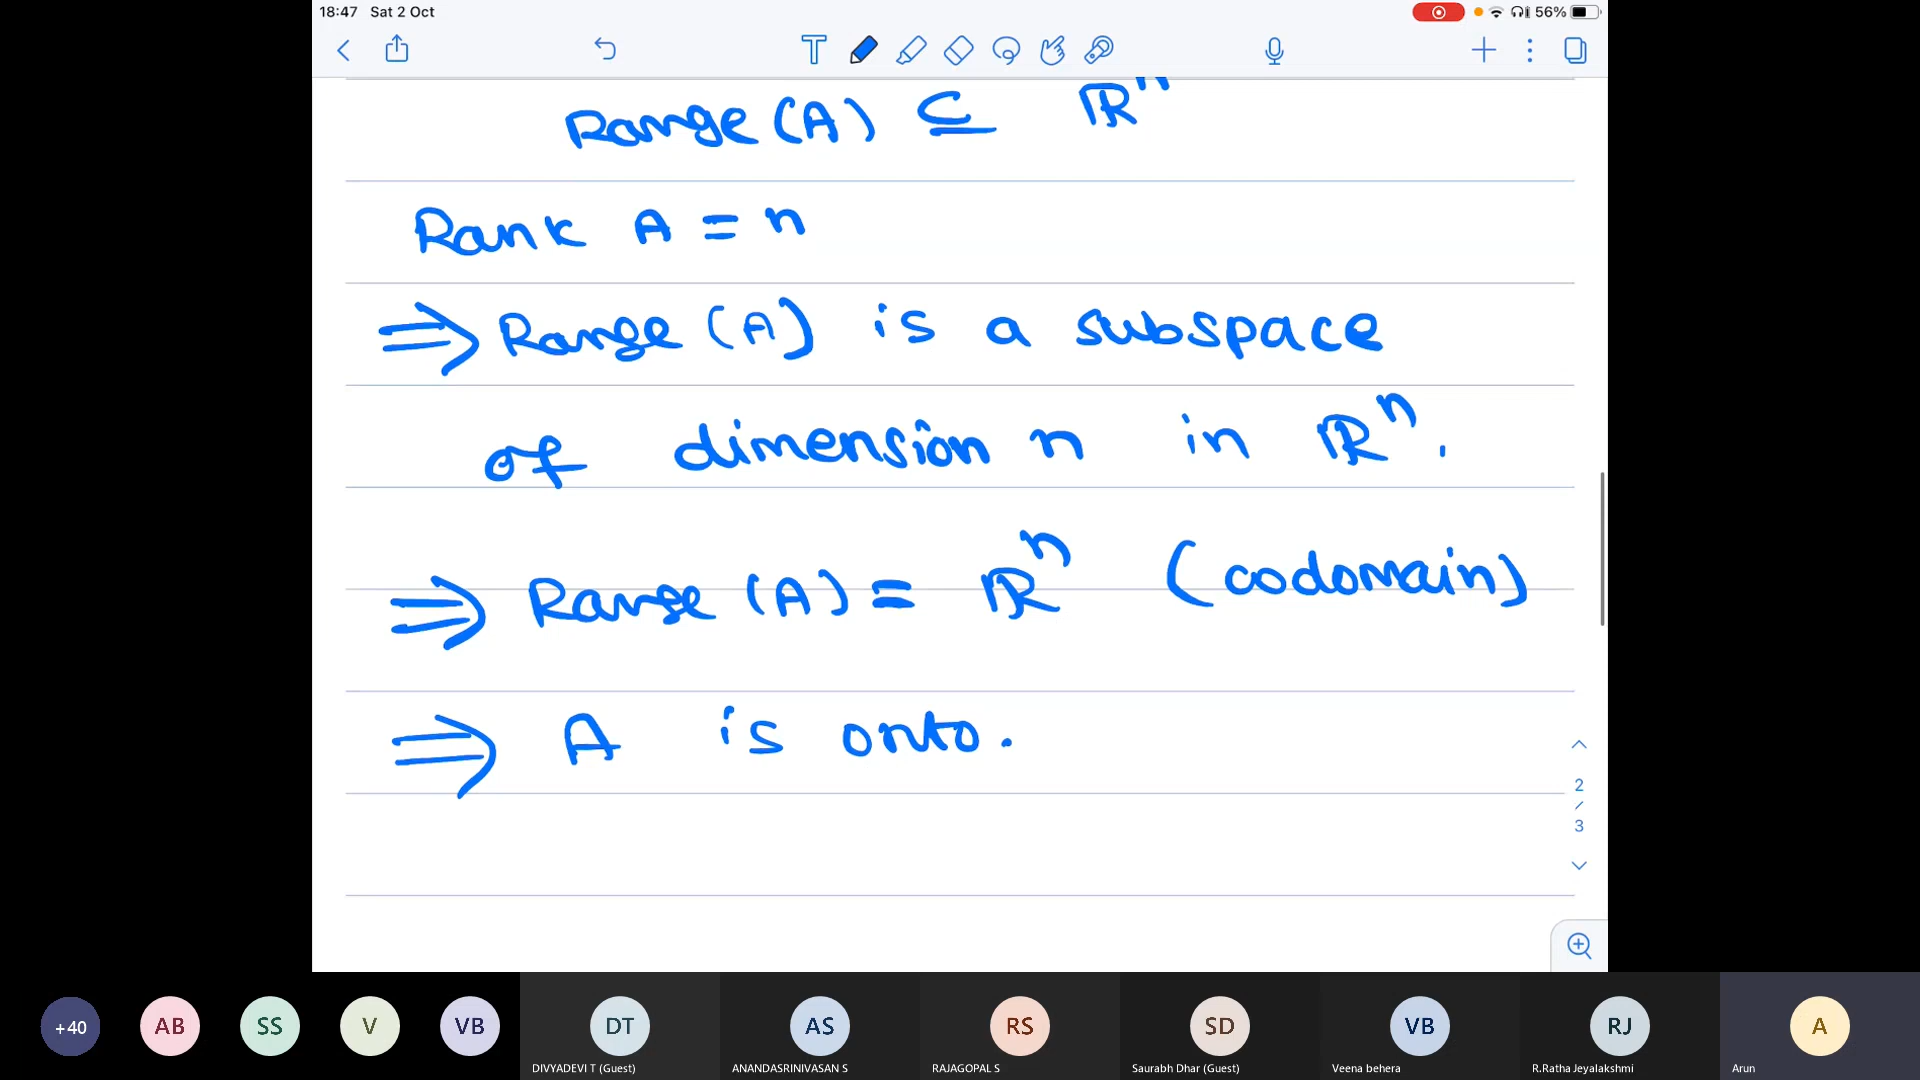 18:47 Sat 2 Oct 56%
T
Range (A) ⊆ ℝⁿ
Rank A = n
⇒ Range (A) is a subspace
of dimension n in ℝⁿ.
⇒ Range (A) = ℝⁿ (codomain)
⇒ A is onto.
2
/
3
+40 AB SS V VB DT AS RS SD VB RJ A
DIVYADEVI T (Guest) ANANDASRINIVASAN S RAJAGOPAL S Saurabh Dhar (Guest) Veena behera R.Ratha Jeyalakshmi Arun